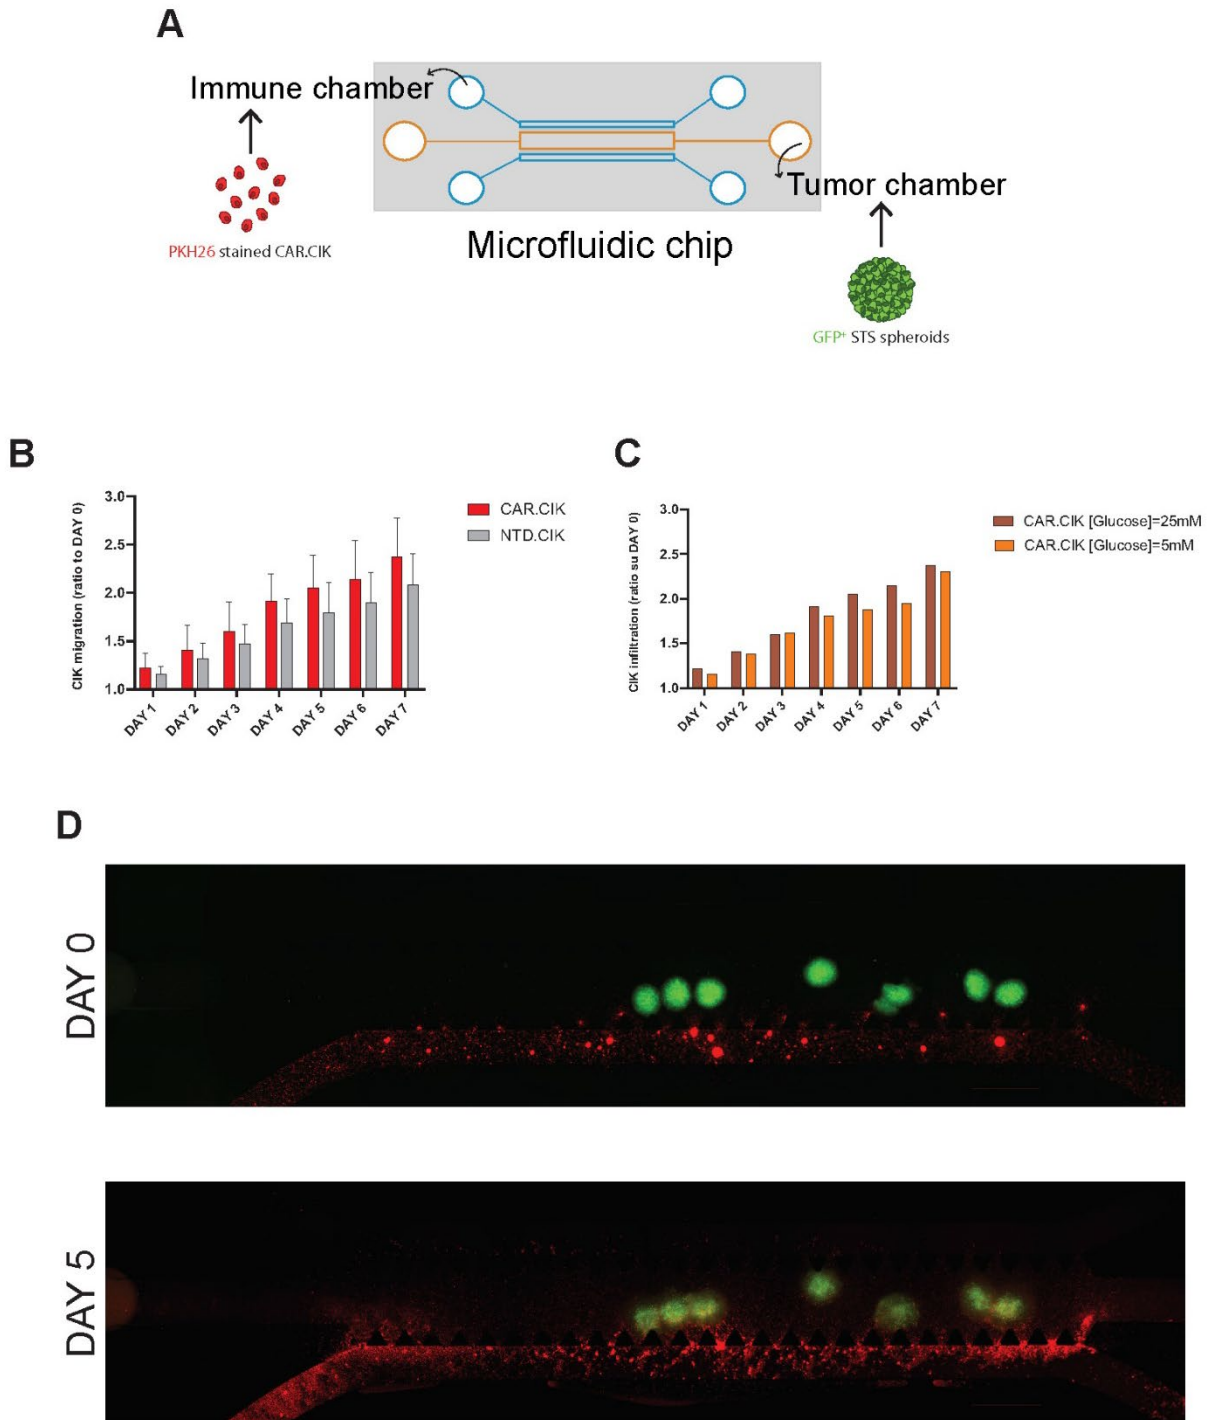 A
Immune chamber
Tumor chamber
PKH26 stained CAR.CIK
Microfluidic chip
GFP⁺ STS spheroids
B
CIK migration (ratio to DAY 0)
3.0
2.5
2.0
1.5
1.0
DAY 1
DAY 2
DAY 3
DAY 4
DAY 5
DAY 6
DAY 7
CAR.CIK
NTD.CIK
C
CIK infiltration (ratio su DAY 0)
3.0
2.5
2.0
1.5
1.0
DAY 1
DAY 2
DAY 3
DAY 4
DAY 5
DAY 6
DAY 7
CAR.CIK [Glucose]=25mM
CAR.CIK [Glucose]=5mM
D
DAY 0
DAY 5